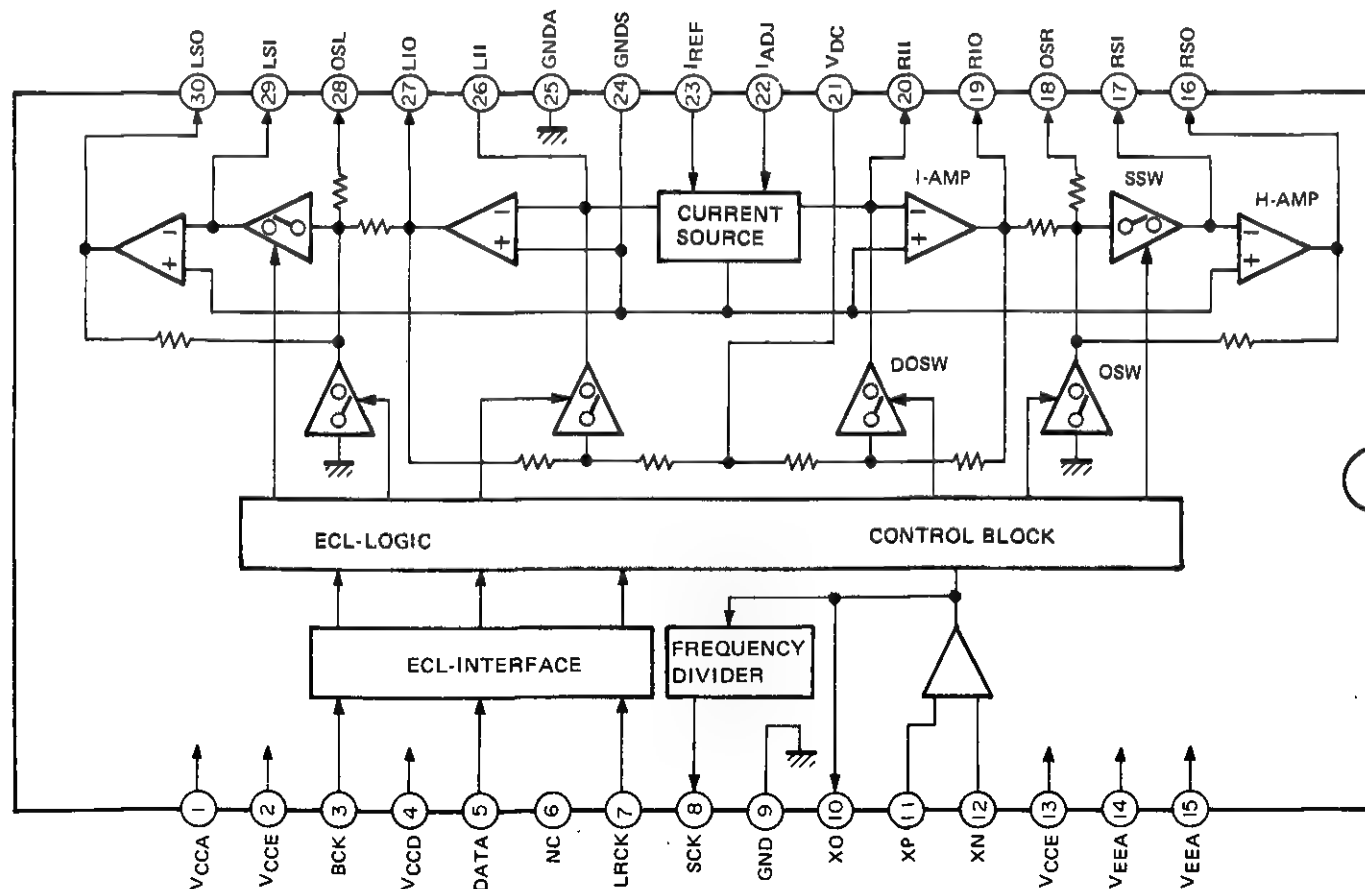 30 LSO
29 LSI
28 OSL
27 LIO
26 LII
25 GNDA
24 GNDS
23 IREF
22 IADJ
21 VDC
20 RII
19 RIO
18 OSR
17 RSI
16 RSO
I-AMP
SSW
H-AMP
CURRENT
SOURCE
- +
- +
- +
- +
DOSW
OSW
ECL-LOGIC
CONTROL BLOCK
ECL-INTERFACE
FREQUENCY
DIVIDER
1 VCCA
2 VCCE
3 BCK
4 VCCD
5 DATA
6 NC
7 LRCK
8 SCK
9 GND
10 XO
11 XP
12 XN
13 VCCE
14 VEEA
15 VEEA